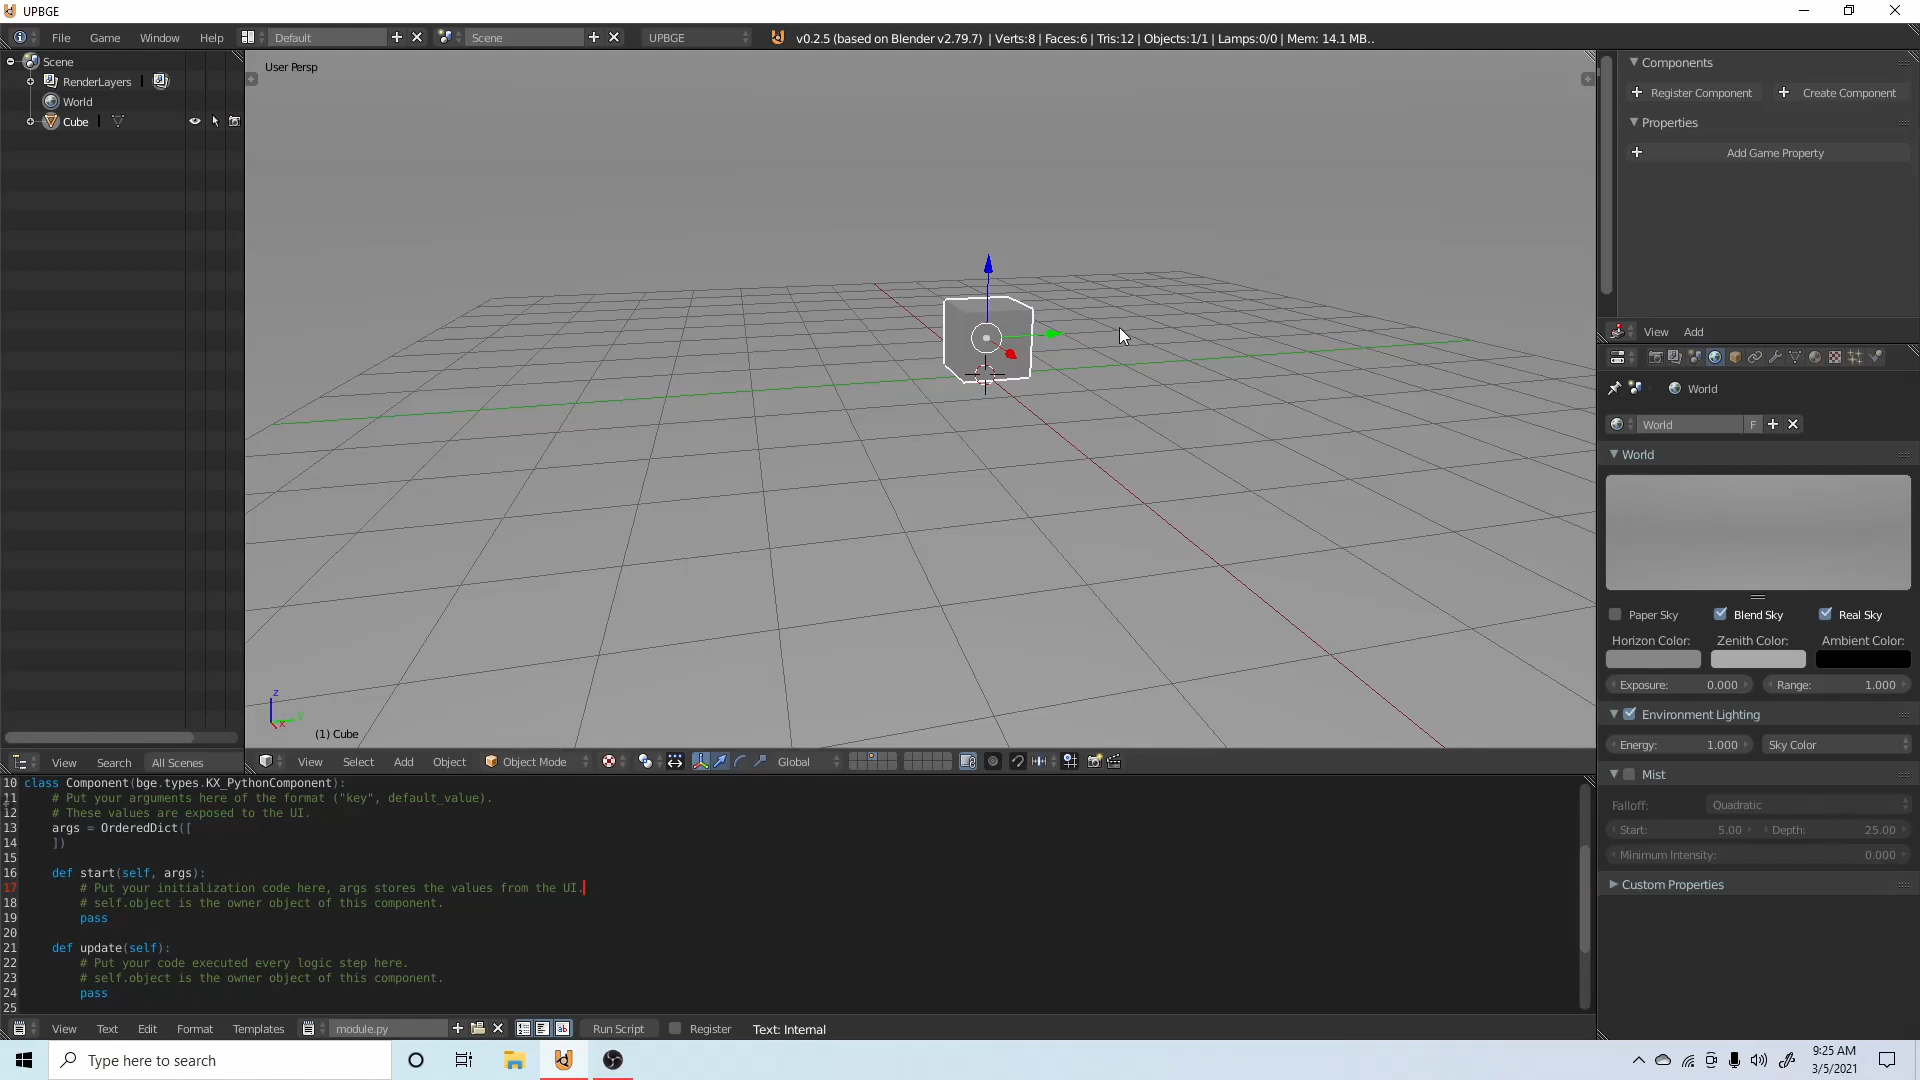 UPBGE
File Game Window Help Default Scene UPBGE v0.2.5 (based on Blender v2.79.7) | Verts:8 | Faces:6 | Tris:12 | Objects:1/1 | Lamps:0/0 | Mem: 14.1 MB..
Scene
RenderLayers
World
Cube
User Persp
z
y
x
(1) Cube
View Search All Scenes
View Select Add Object Object Mode Global
Components
Register Component Create Component
Properties
Add Game Property
View Add
World
World F
World
Paper Sky Blend Sky Real Sky
Horizon Color: Zenith Color: Ambient Color:
Exposure: 0.000 Range: 1.000
Environment Lighting
Energy: 1.000 Sky Color
Mist
Falloff: Quadratic
Start: 5.00 Depth: 25.00
Minimum Intensity: 0.000
Custom Properties
10 class Component(bge.types.KX_PythonComponent):
11 # Put your arguments here of the format ("key", default_value).
12 # These values are exposed to the UI.
13 args = OrderedDict([
14 ])
15
16 def start(self, args):
17 # Put your initialization code here, args stores the values from the UI.
18 # self.object is the owner object of this component.
19 pass
20
21 def update(self):
22 # Put your code executed every logic step here.
23 # self.object is the owner object of this component.
24 pass
25
View Text Edit Format Templates module.py Run Script Register Text: Internal
Type here to search
9:25 AM
3/5/2021